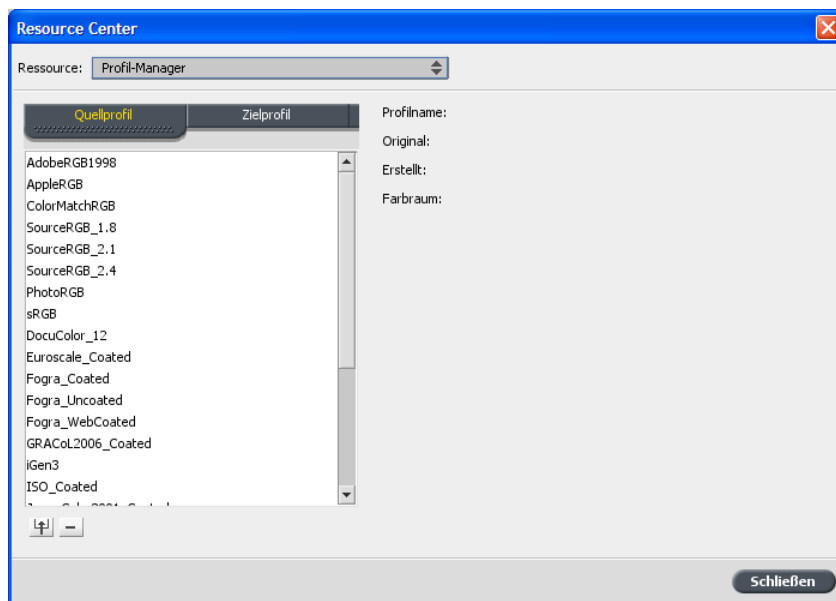 Resource Center
Ressource: Profil-Manager
Quellprofil Zielprofil
AdobeRGB1998
AppleRGB
ColorMatchRGB
SourceRGB_1.8
SourceRGB_2.1
SourceRGB_2.4
PhotoRGB
sRGB
DocuColor_12
Euroscale_Coated
Fogra_Coated
Fogra_Uncoated
Fogra_WebCoated
GRACoL2006_Coated
iGen3
ISO_Coated
Profilname:
Original:
Erstellt:
Farbraum:
Schließen